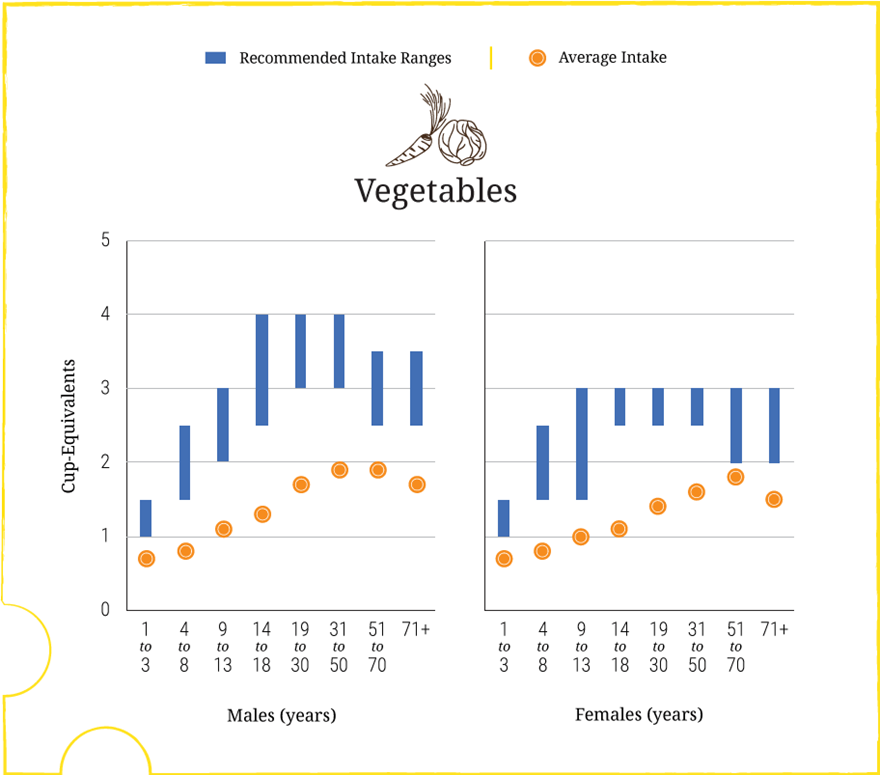 Recommended Intake Ranges
Average Intake
Vegetables
Cup-Equivalents
5
4
3
2
1
0
1 to 3
4 to 8
9 to 13
14 to 18
19 to 30
31 to 50
51 to 70
71+
Males (years)
1 to 3
4 to 8
9 to 13
14 to 18
19 to 30
31 to 50
51 to 70
71+
Females (years)